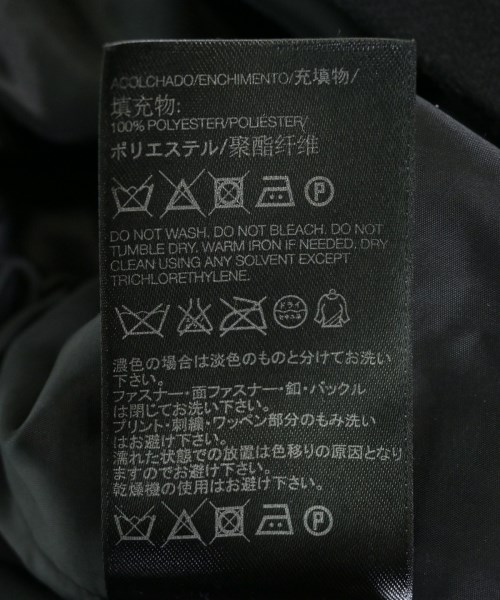 ACOLCHADO/ENCHIMENTO/充填物/
填充物:
100% POLYESTER/POLIÉSTER/
ポリエステル/聚酯纤维
P
DO NOT WASH. DO NOT BLEACH. DO NOT
TUMBLE DRY. WARM IRON IF NEEDED. DRY
CLEAN USING ANY SOLVENT EXCEPT
TRICHLORETHYLENE.
ドライ
セキユ系
濃色の場合は淡色のものと分けてお洗い
下さい。
ファスナー・面ファスナー・釦・バックル
は閉じてお洗い下さい。
プリント・刺繍・ワッペン部分のもみ洗い
はお避け下さい。
濡れた状態での放置は色移りの原因となり
ますのでお避け下さい。
乾燥機の使用はお避け下さい。
P